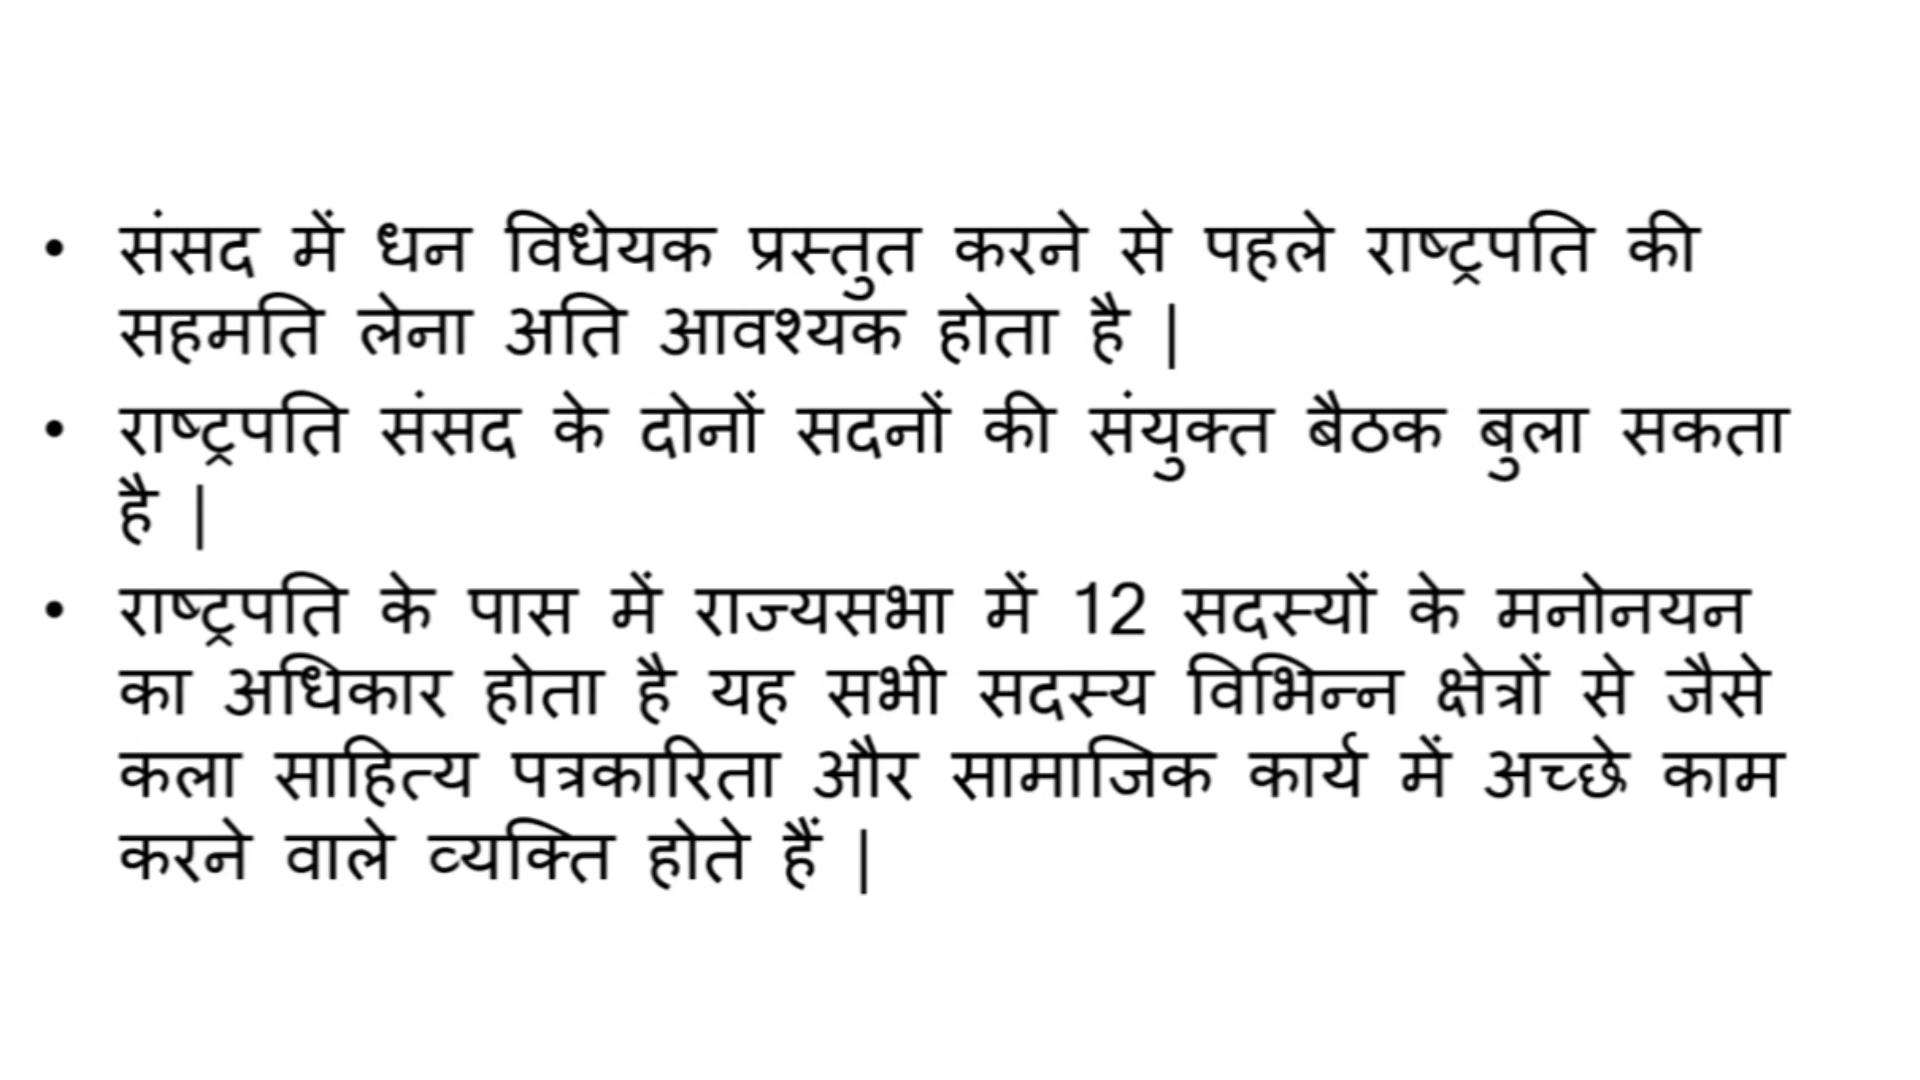 • संसद में धन विधेयक प्रस्तुत करने से पहले राष्ट्रपति की
सहमति लेना अति आवश्यक होता है |
• राष्ट्रपति संसद के दोनों सदनों की संयुक्त बैठक बुला सकता
है |
• राष्ट्रपति के पास में राज्यसभा में 12 सदस्यों के मनोनयन
का अधिकार होता है यह सभी सदस्य विभिन्न क्षेत्रों से जैसे
कला साहित्य पत्रकारिता और सामाजिक कार्य में अच्छे काम
करने वाले व्यक्ति होते हैं |